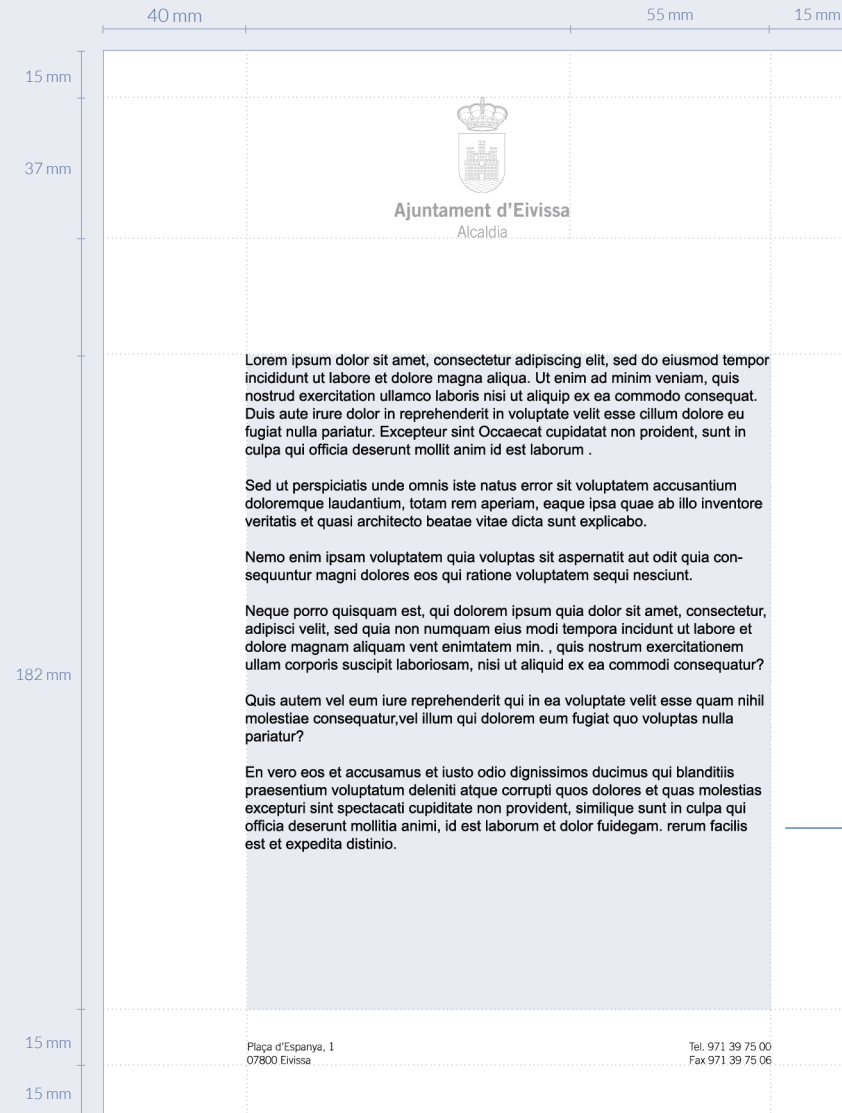 40 mm
55 mm
15 mm
15 mm
37 mm
Ajuntament d'Eivissa
Alcaldia
Lorem ipsum dolor sit amet, consectetur adipiscing elit, sed do eiusmod tempor
incididunt ut labore et dolore magna aliqua. Ut enim ad minim veniam, quis
nostrud exercitation ullamco laboris nisi ut aliquip ex ea commodo consequat.
Duis aute irure dolor in reprehenderit in voluptate velit esse cillum dolore eu
fugiat nulla pariatur. Excepteur sint Occaecat cupidatat non proident, sunt in
culpa qui officia deserunt mollit anim id est laborum .
Sed ut perspiciatis unde omnis iste natus error sit voluptatem accusantium
doloremque laudantium, totam rem aperiam, eaque ipsa quae ab illo inventore
veritatis et quasi architecto beatae vitae dicta sunt explicabo.
Nemo enim ipsam voluptatem quia voluptas sit aspernatit aut odit quia con-
sequuntur magni dolores eos qui ratione voluptatem sequi nesciunt.
Neque porro quisquam est, qui dolorem ipsum quia dolor sit amet, consectetur,
adipisci velit, sed quia non numquam eius modi tempora incidunt ut labore et
dolore magnam aliquam vent enimtatem min. , quis nostrum exercitationem
ullam corporis suscipit laboriosam, nisi ut aliquid ex ea commodi consequatur?
182 mm
Quis autem vel eum iure reprehenderit qui in ea voluptate velit esse quam nihil
molestiae consequatur,vel illum qui dolorem eum fugiat quo voluptas nulla
pariatur?
En vero eos et accusamus et iusto odio dignissimos ducimus qui blanditiis
praesentium voluptatum deleniti atque corrupti quos dolores et quas molestias
excepturi sint spectacati cupiditate non provident, similique sunt in culpa qui
officia deserunt mollitia animi, id est laborum et dolor fuidegam. rerum facilis
est et expedita distinio.
15 mm
Plaça d'Espanya, 1
07800 Eivissa
Tel. 971 39 75 00
Fax 971 39 75 06
15 mm